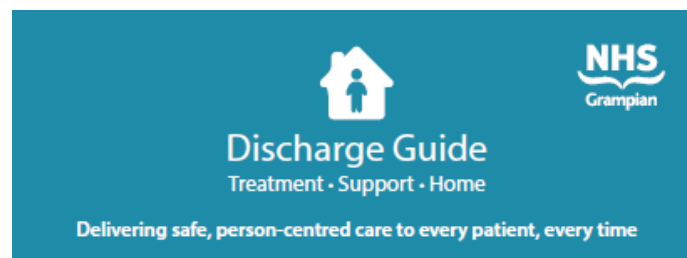 NHS
Grampian
Discharge Guide
Treatment • Support • Home
Delivering safe, person-centred care to every patient, every time